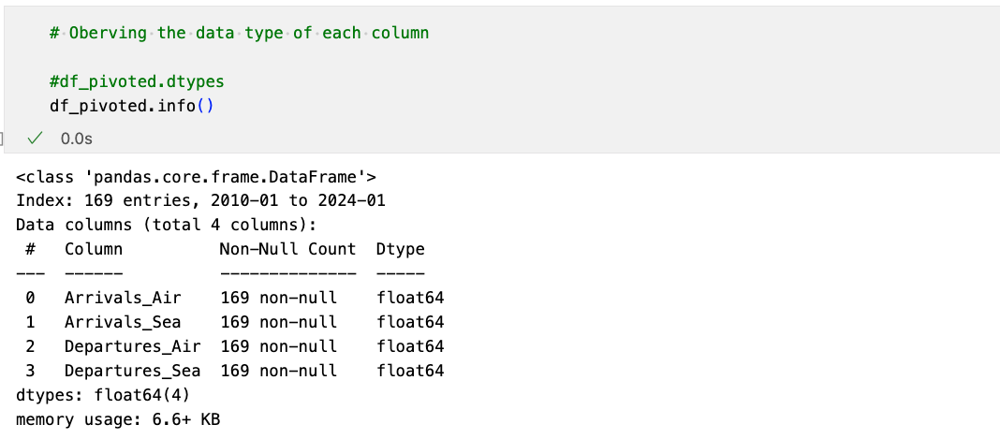 # Oberving the data type of each column
#df_pivoted.dtypes
df_pivoted.info()
0.0s
<class 'pandas.core.frame.DataFrame'>
Index: 169 entries, 2010-01 to 2024-01
Data columns (total 4 columns):
 #   Column          Non-Null Count  Dtype
---  ------          --------------  -----
 0   Arrivals_Air    169 non-null    float64
 1   Arrivals_Sea    169 non-null    float64
 2   Departures_Air  169 non-null    float64
 3   Departures_Sea  169 non-null    float64
dtypes: float64(4)
memory usage: 6.6+ KB